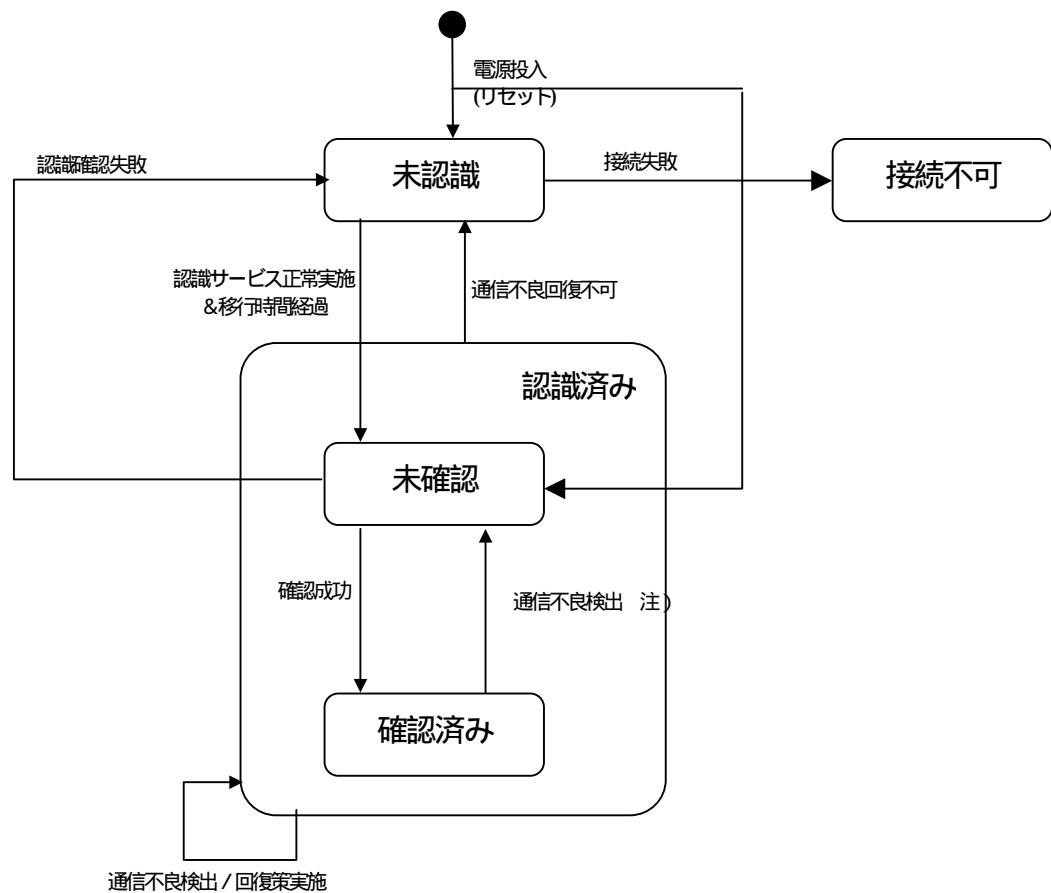 電源投入
(リセット)
認識確認失敗
未認識
接続失敗
接続不可
認識サービス正常実施
&移行時間経過
通信不良回復不可
認識済み
未確認
確認成功
通信不良検出 注)
確認済み
通信不良検出/回復策実施